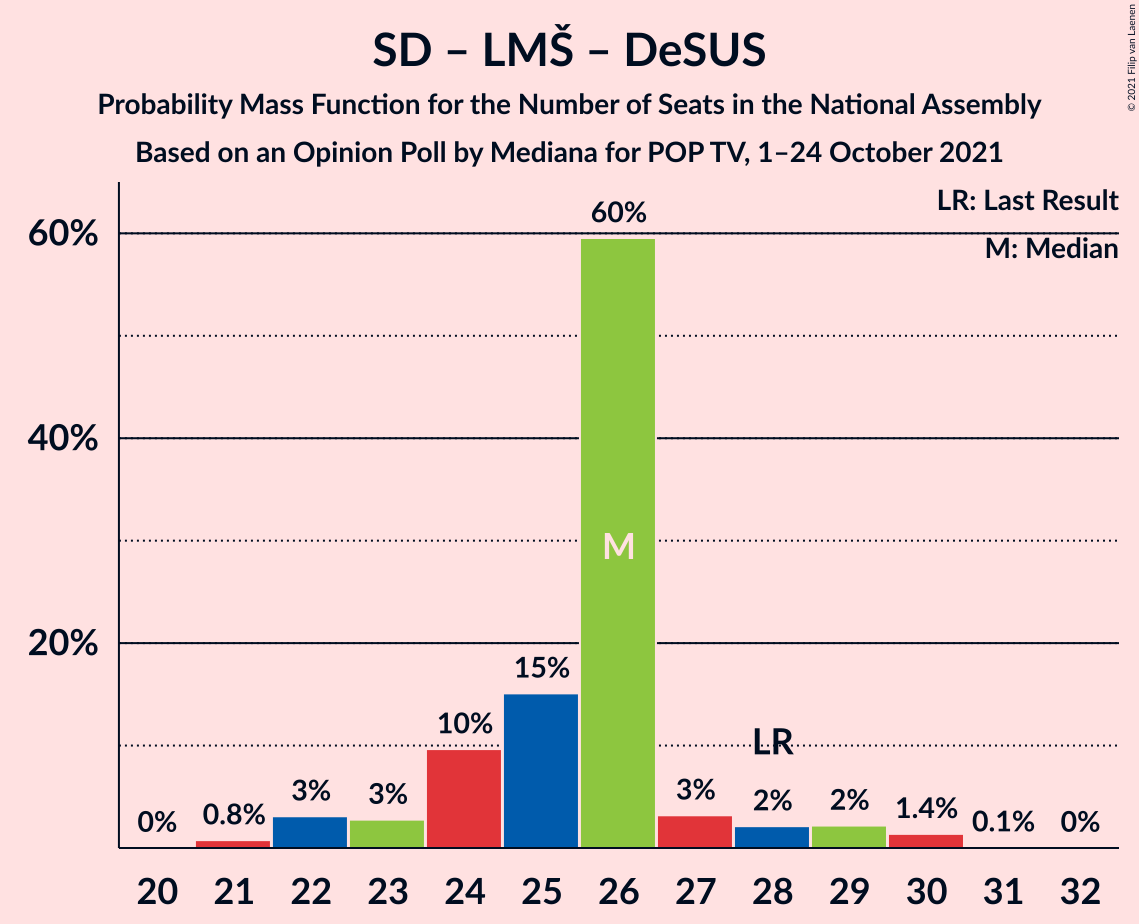 SD – LMŠ – DeSUS
Probability Mass Function for the Number of Seats in the National Assembly
Based on an Opinion Poll by Mediana for POP TV, 1–24 October 2021
© 2021 Filip van Laenen
LR: Last Result
M: Median
60%
40%
20%
0%
0.8%
3%
3%
10%
15%
60%
3%
2%
2%
1.4%
0.1%
0%
M
LR
20 21 22 23 24 25 26 27 28 29 30 31 32